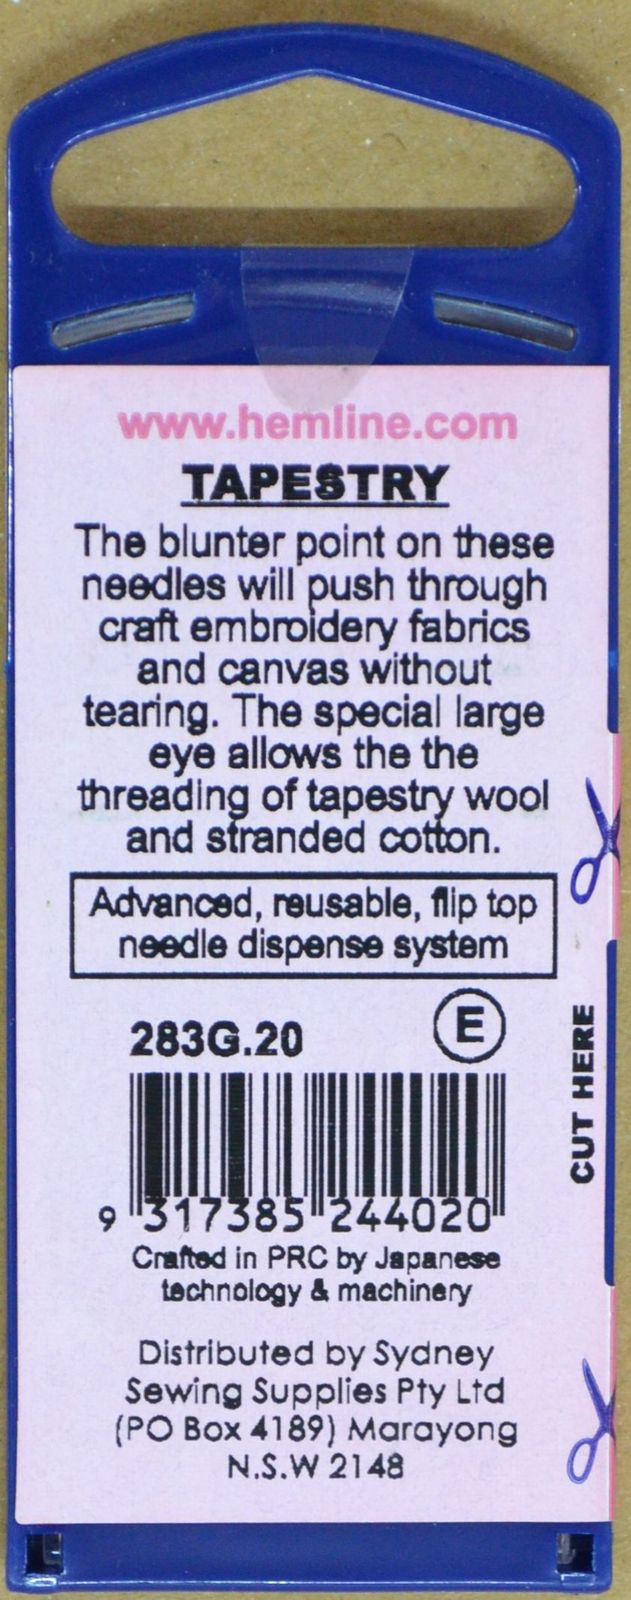 www.hemline.com
TAPESTRY
The blunter point on these
needles will push through
craft embroidery fabrics
and canvas without
tearing. The special large
eye allows the the
threading of tapestry wool
and stranded cotton.
Advanced, reusable, flip top
needle dispense system
283G.20
E
CUT HERE
9 317385 244020
Crafted in PRC by Japanese
technology & machinery
Distributed by Sydney
Sewing Supplies Pty Ltd
(PO Box 4189) Marayong
N.S.W 2148